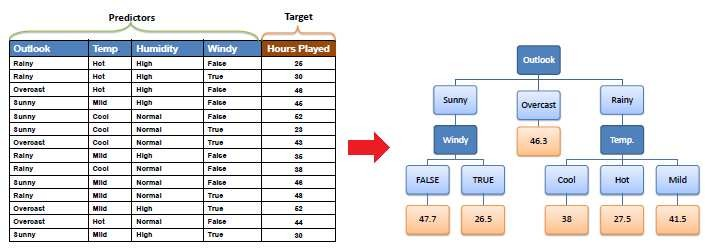 Predictors
Target
Outlook Temp Humidity Windy Hours Played
Rainy Hot High False 26
Rainy Hot High True 30
Overcast Hot High False 48
Sunny Mild High False 46
Sunny Cool Normal False 62
Sunny Cool Normal True 23
Overcast Cool Normal True 43
Rainy Mild High False 36
Rainy Cool Normal False 38
Sunny Mild Normal False 48
Rainy Mild Normal True 48
Overcast Mild High True 62
Overcast Hot Normal False 44
Sunny Mild High True 30
Outlook
Sunny Overcast Rainy
Windy 46.3 Temp.
FALSE TRUE Cool Hot Mild
47.7 26.5 38 27.5 41.5